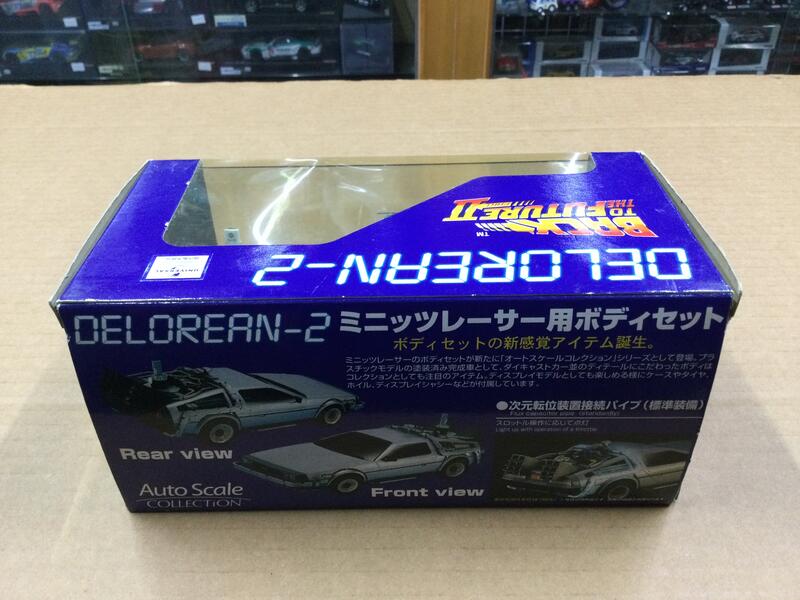 BACK
TO THE
FUTURE II
TM
DELOREAN-2
UNIVERSAL
DELOREAN-2 ミニッツレーサー用ボディセット
ボディセットの新感覚アイテム誕生。
ミニッツレーサーのボディセットが新たに「オートスケールコレクション」シリーズとして登場。プラ
スチックモデルの塗装済み完成車として、ダイキャストカー並のディテールにこだわったボディは
コレクションとしても注目のアイテム。ディスプレイモデルとしても楽しめる様にケースやタイヤ、
ホイル、ディスプレイシャシーなどが付属しています。
●次元転位装置接続パイプ(標準装備)
Flux capacitor pipe (standardly)
スロットル操作に応じて点灯
Light up with operation of a throttle
Rear view
Front view
Auto Scale
COLLECTION